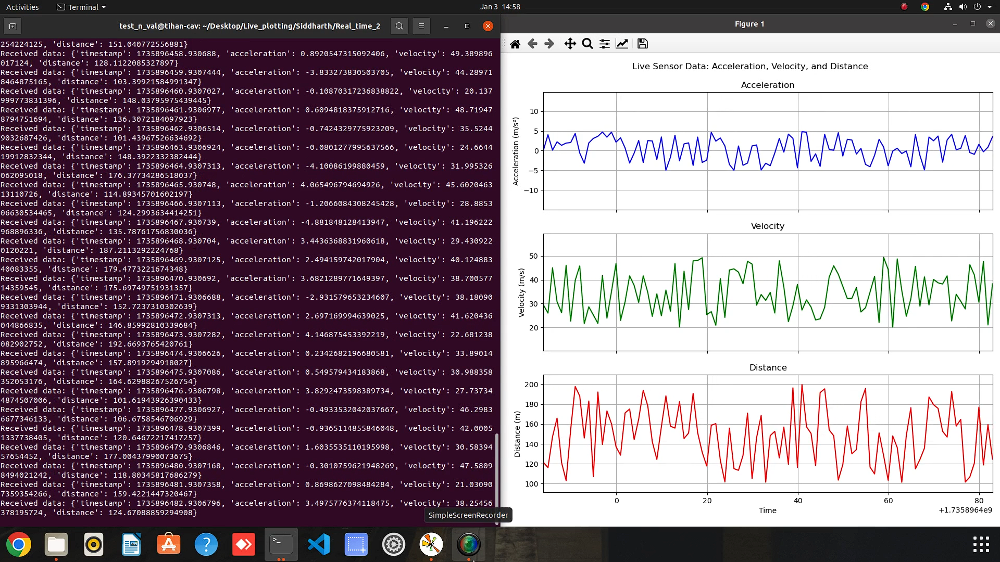 Activities
Terminal
Jan 3 14:58
test_n_val@tihan-cav: ~/Desktop/Live_plotting/Siddharth/Real_time_2
254224125, 'distance': 151.040772556881}
Received data: {'timestamp': 1735896458.930688, 'acceleration': 0.8920547315092406, 'velocity': 49.389896
017124, 'distance': 128.1122085327897}
Received data: {'timestamp': 1735896459.9307444, 'acceleration': -3.833273830503705, 'velocity': 44.28971
8464875165, 'distance': 103.39921584991347}
Received data: {'timestamp': 1735896460.9307027, 'acceleration': -0.10870317236838822, 'velocity': 20.137
999773831396, 'distance': 148.03795975439445}
Received data: {'timestamp': 1735896461.9306977, 'acceleration': 0.6094818375912716, 'velocity': 48.71947
8794751694, 'distance': 136.3072184097923}
Received data: {'timestamp': 1735896462.9306514, 'acceleration': -0.7424329775923209, 'velocity': 35.5244
9032687426, 'distance': 101.43967526634692}
Received data: {'timestamp': 1735896463.9306924, 'acceleration': -0.0801277995637566, 'velocity': 24.6644
19912832344, 'distance': 148.3922332382444}
Received data: {'timestamp': 1735896464.9307313, 'acceleration': -4.10086199880459, 'velocity': 31.995326
062095018, 'distance': 176.37734286518037}
Received data: {'timestamp': 1735896465.930748, 'acceleration': 4.065496794694926, 'velocity': 45.6020463
13110726, 'distance': 114.89345701602197}
Received data: {'timestamp': 1735896466.9307113, 'acceleration': -1.2066084308245428, 'velocity': 28.8853
06630534465, 'distance': 124.2993634414251}
Received data: {'timestamp': 1735896467.930739, 'acceleration': -4.881848128413947, 'velocity': 41.196222
968896336, 'distance': 135.78761756830036}
Received data: {'timestamp': 1735896468.930704, 'acceleration': 3.4436368831960618, 'velocity': 29.430922
0120221, 'distance': 187.2113292224768}
Received data: {'timestamp': 1735896469.9307125, 'acceleration': 2.494159742017904, 'velocity': 40.124883
40083355, 'distance': 179.4773221674348}
Received data: {'timestamp': 1735896470.930692, 'acceleration': 3.6821289771649397, 'velocity': 38.700577
14359545, 'distance': 175.69749751931357}
Received data: {'timestamp': 1735896471.9306688, 'acceleration': -2.931579653234607, 'velocity': 38.18090
9331303944, 'distance': 152.7237310302639}
Received data: {'timestamp': 1735896472.9307313, 'acceleration': 2.697169994639025, 'velocity': 41.620436
044866835, 'distance': 146.85992810339684}
Received data: {'timestamp': 1735896473.9307282, 'acceleration': 4.146875453392219, 'velocity': 22.681238
082902752, 'distance': 192.6693765420761}
Received data: {'timestamp': 1735896474.9306626, 'acceleration': 0.2342682196680581, 'velocity': 33.89014
895966474, 'distance': 157.8919294918027}
Received data: {'timestamp': 1735896475.9307086, 'acceleration': 0.549579434183868, 'velocity': 30.988358
352053176, 'distance': 164.62988267526754}
Received data: {'timestamp': 1735896476.9306798, 'acceleration': 3.8292473598389734, 'velocity': 27.73734
4874507006, 'distance': 101.61943926390433}
Received data: {'timestamp': 1735896477.9306927, 'acceleration': -0.4933532042037667, 'velocity': 46.2983
6677346133, 'distance': 106.6758546706929}
Received data: {'timestamp': 1735896478.9307399, 'acceleration': -0.9365114855846048, 'velocity': 42.0005
1337738405, 'distance': 120.64672217417257}
Received data: {'timestamp': 1735896479.9306846, 'acceleration': 1.6035535110195998, 'velocity': 30.58394
57654452, 'distance': 177.00437990073675}
Received data: {'timestamp': 1735896480.9307168, 'acceleration': -0.3010759621948269, 'velocity': 47.5809
8494021242, 'distance': 118.80345817686279}
Received data: {'timestamp': 1735896481.9307358, 'acceleration': 0.8698627098484284, 'velocity': 21.03090
7359354266, 'distance': 159.4221447320467}
Received data: {'timestamp': 1735896482.9306796, 'acceleration': 3.4975776374118475, 'velocity': 38.25456
378195724, 'distance': 124.67088859294908}
SimpleScreenRecorder
Figure 1
Live Sensor Data: Acceleration, Velocity, and Distance
Acceleration
Acceleration (m/s²)
10
5
0
−5
−10
Velocity
Velocity (m/s)
50
40
30
20
Distance
Distance (m)
200
180
160
140
120
100
0 20 40 60 80
Time
+1.7358964e9